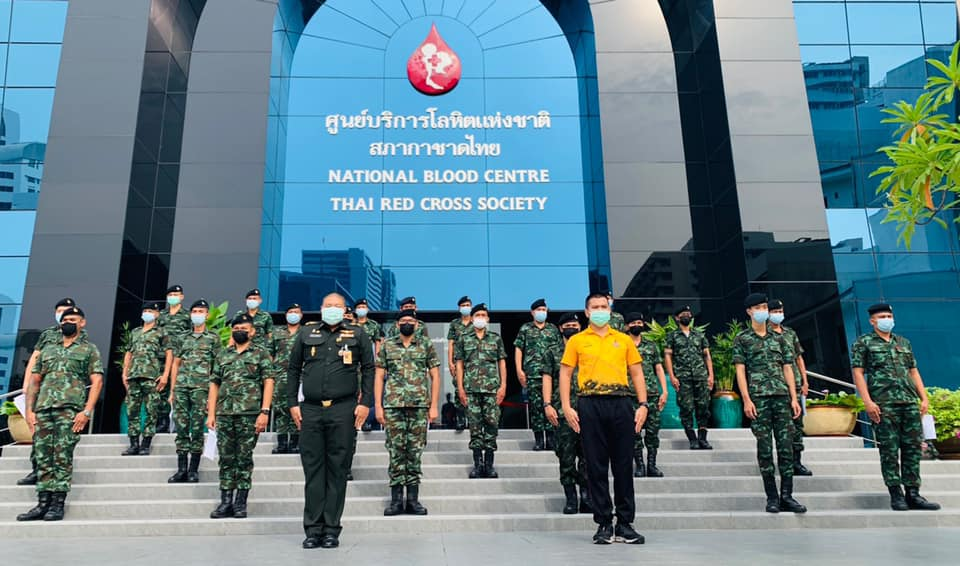 ศูนย์บริการโลหิตแห่งชาติ
สภากาชาดไทย
NATIONAL BLOOD CENTRE
THAI RED CROSS SOCIETY